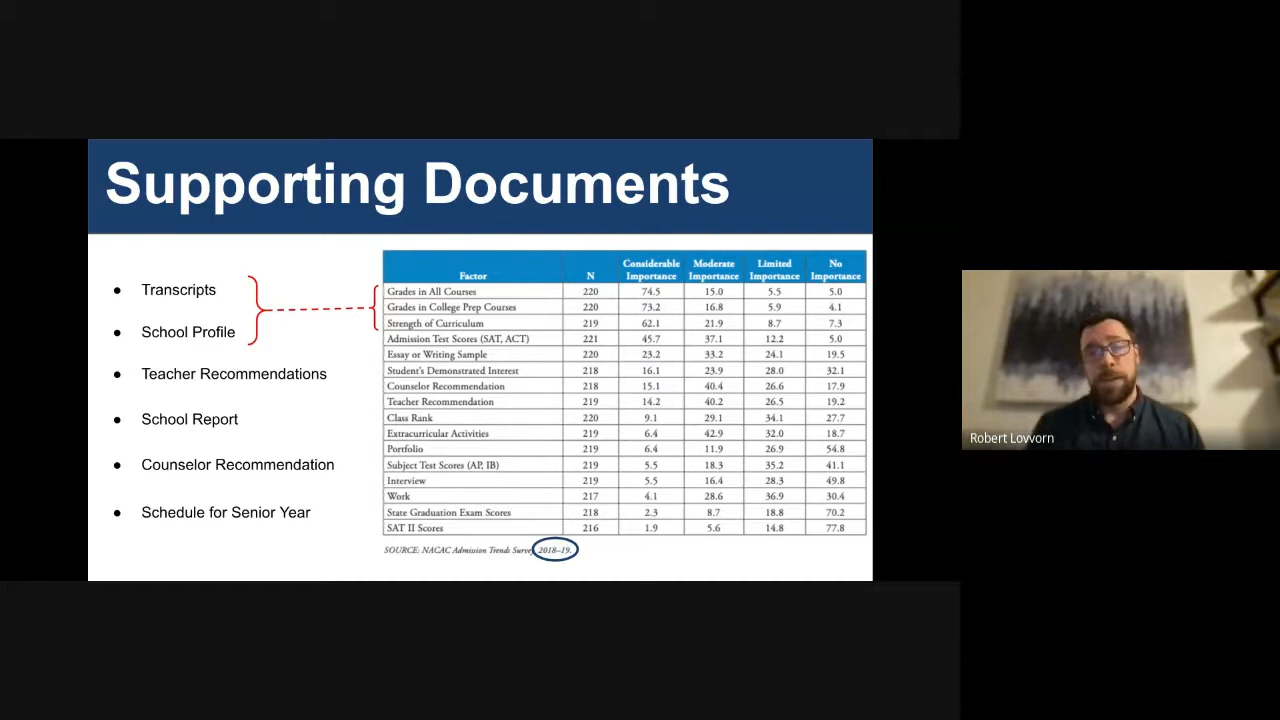 Supporting Documents
● Transcripts
● School Profile
● Teacher Recommendations
● School Report
● Counselor Recommendation
● Schedule for Senior Year
Factor N Considerable Importance Moderate Importance Limited Importance No Importance
Grades in All Courses 220 74.5 15.0 5.5 5.0
Grades in College Prep Courses 220 73.2 16.8 5.9 4.1
Strength of Curriculum 219 62.1 21.9 8.7 7.3
Admission Test Scores (SAT, ACT) 221 45.7 37.1 12.2 5.0
Essay or Writing Sample 220 23.2 33.2 24.1 19.5
Student's Demonstrated Interest 218 16.1 23.9 28.0 32.1
Counselor Recommendation 218 15.1 40.4 26.6 17.9
Teacher Recommendation 219 14.2 40.2 26.5 19.2
Class Rank 220 9.1 29.1 34.1 27.7
Extracurricular Activities 219 6.4 42.9 32.0 18.7
Portfolio 219 6.4 11.9 26.9 54.8
Subject Test Scores (AP, IB) 219 5.5 18.3 35.2 41.1
Interview 219 5.5 16.4 28.3 49.8
Work 217 4.1 28.6 36.9 30.4
State Graduation Exam Scores 218 2.3 8.7 18.8 70.2
SAT II Scores 216 1.9 5.6 14.8 77.8
SOURCE: NACAC Admission Trends Survey, 2018–19.
Robert Lovvorn